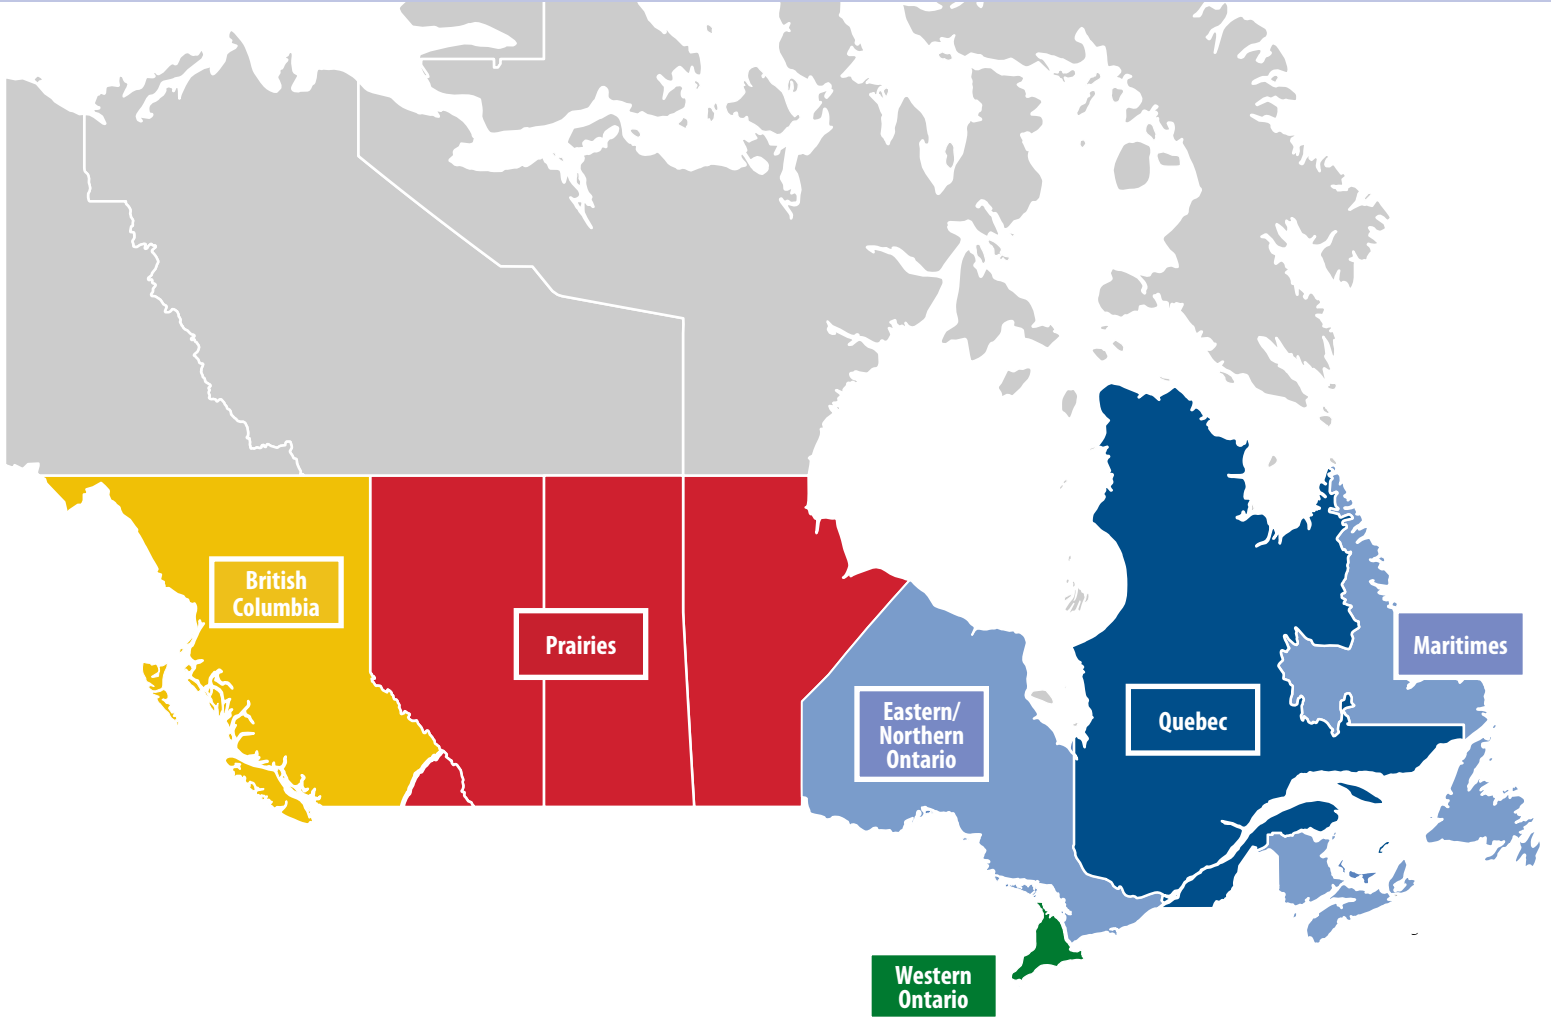 British
Columbia
Prairies
Eastern/
Northern
Ontario
Quebec
Maritimes
Western
Ontario